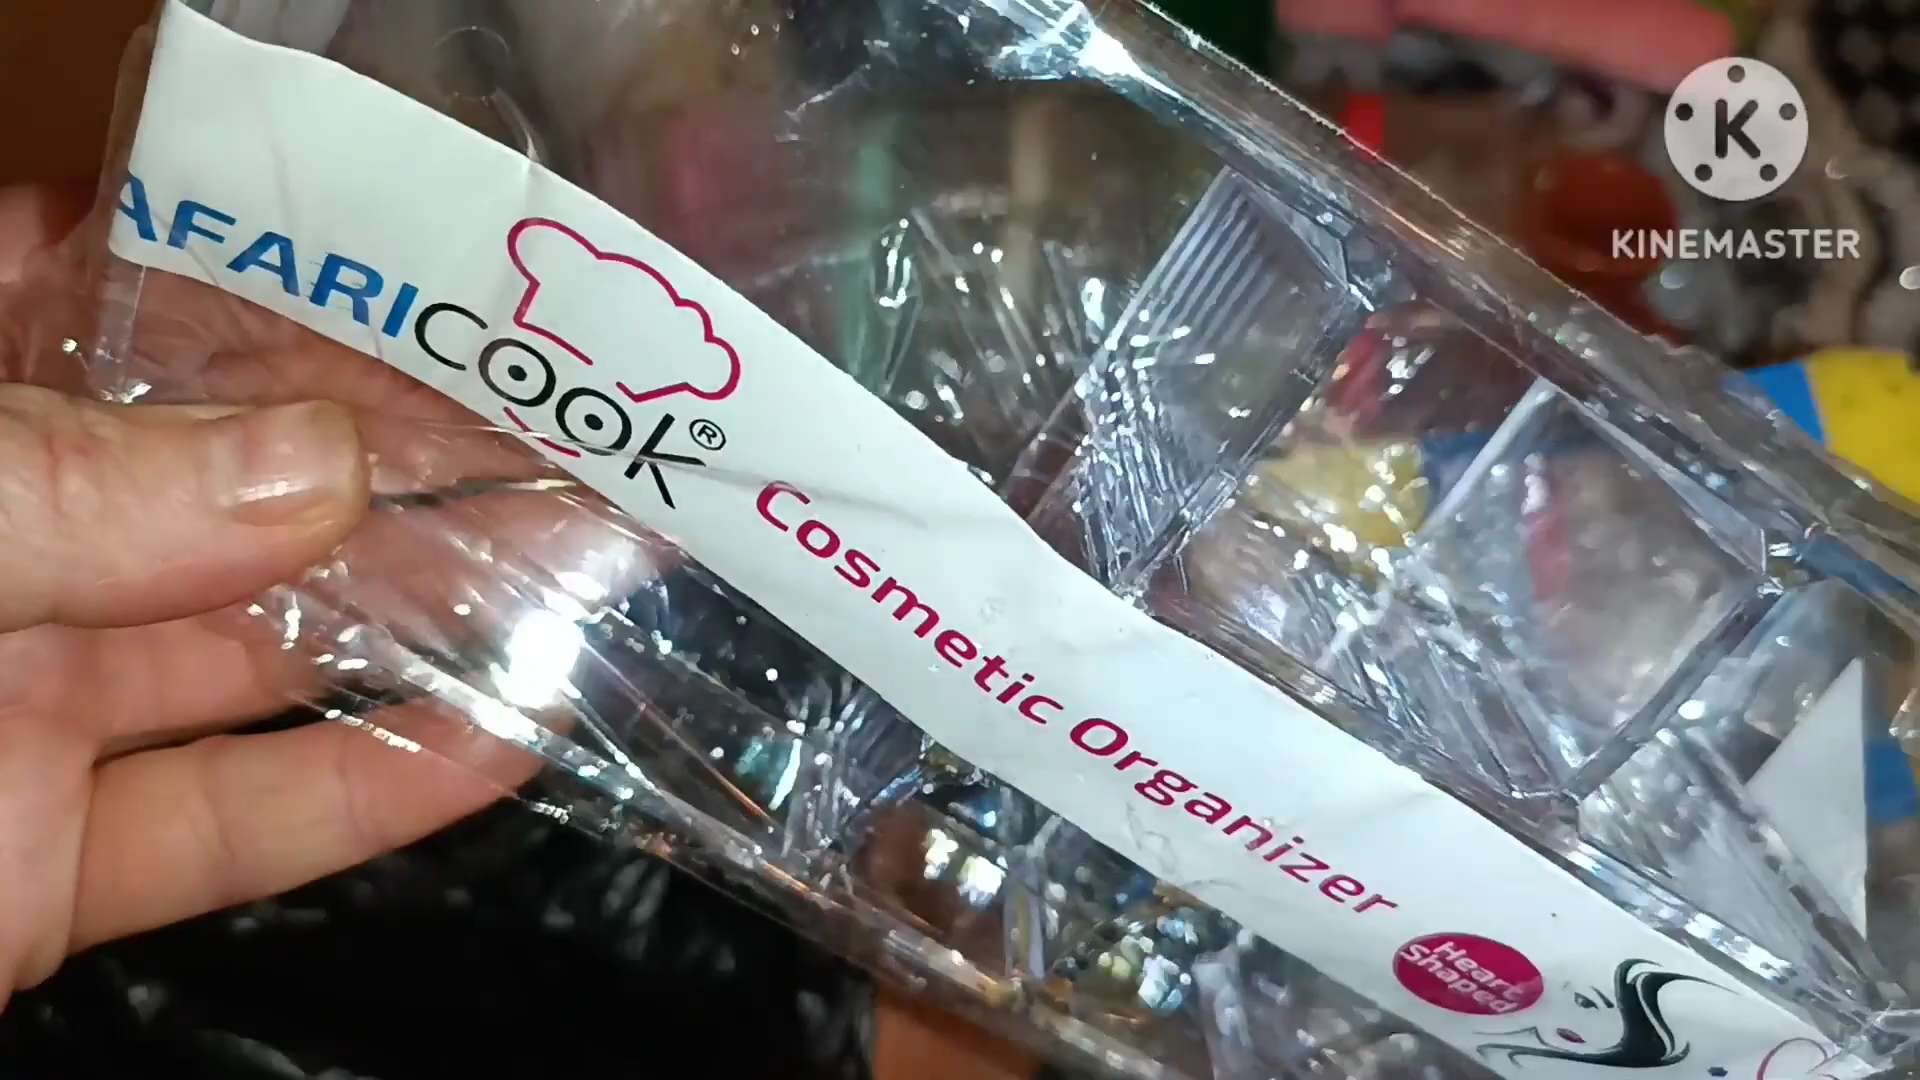 AFARICOOK®
Cosmetic Organizer
Heart
Shaped
K
KINEMASTER